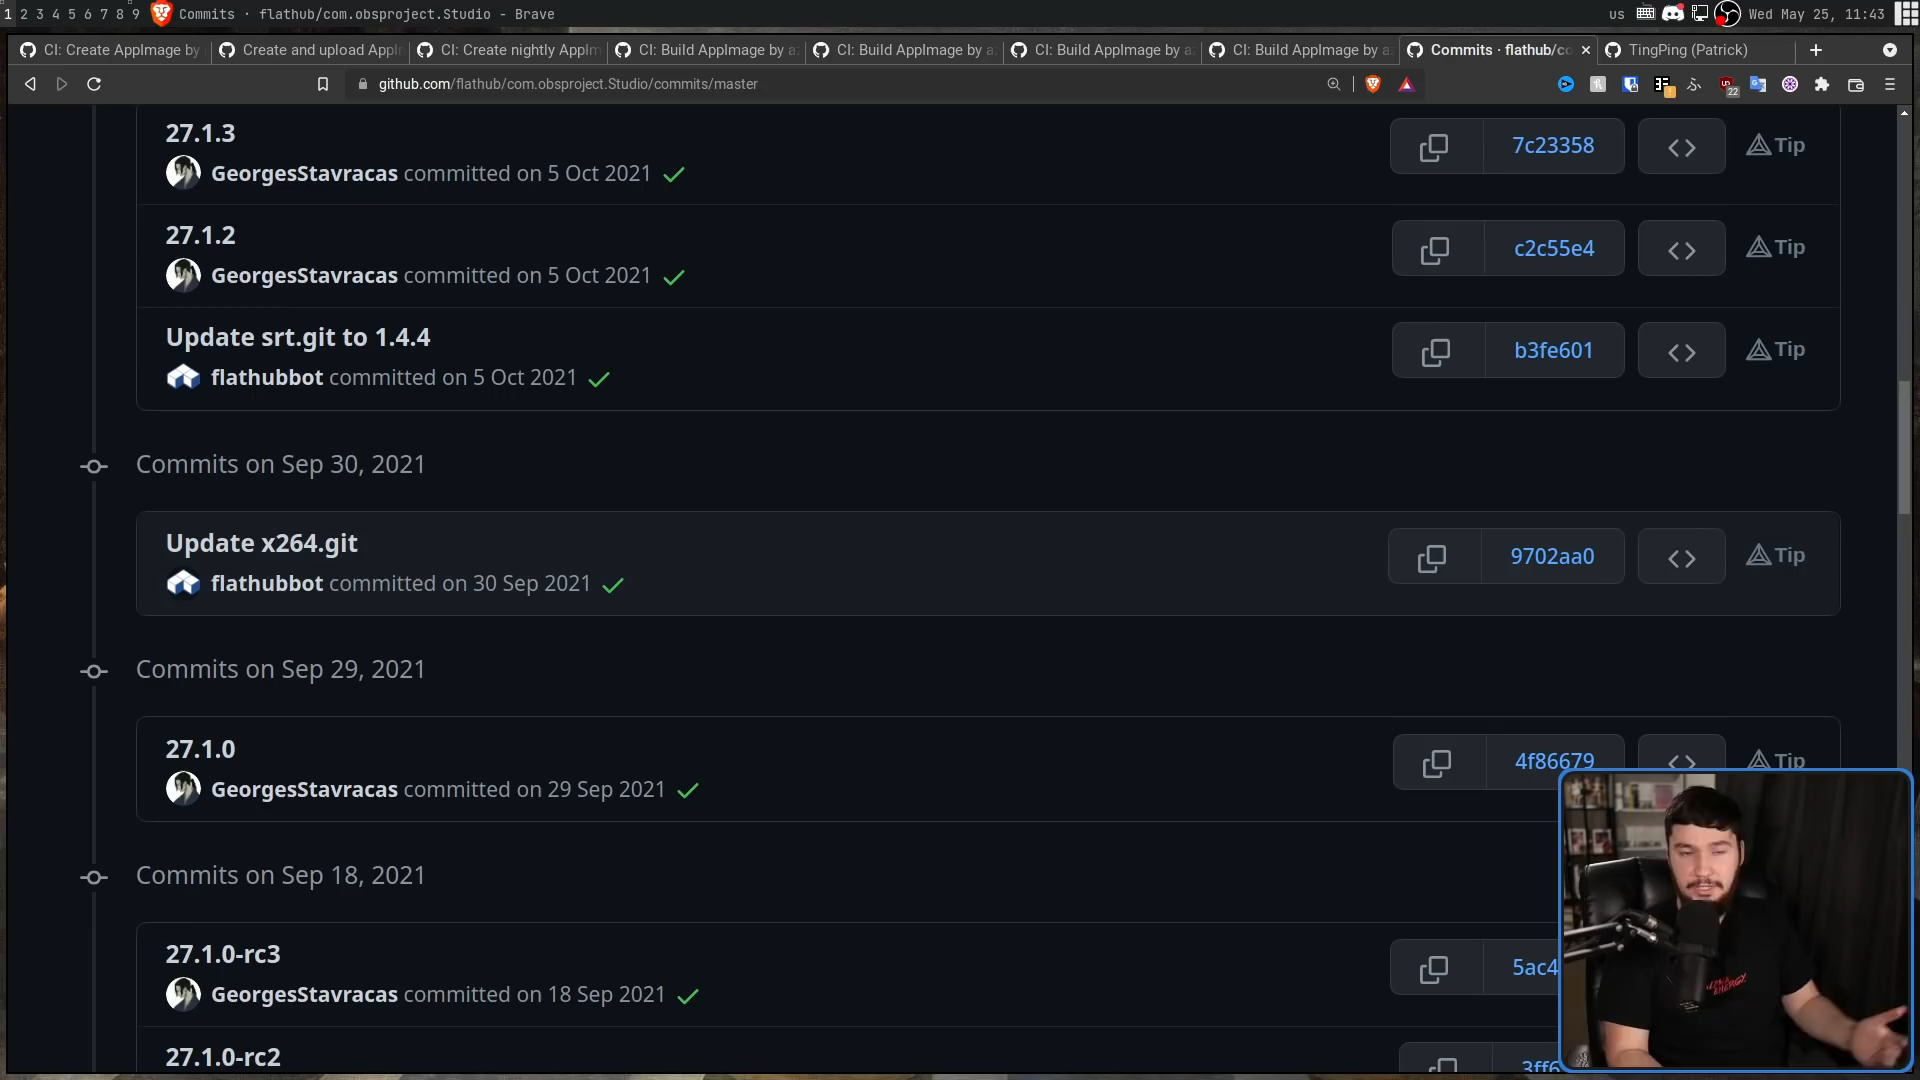 1 2 3 4 5 6 7 8 9 Commits · flathub/com.obsproject.Studio - Brave us Wed May 25, 11:43
CI: Create AppImage by Create and upload AppI CI: Create nightly AppIm CI: Build AppImage by a CI: Build AppImage by a CI: Build AppImage by a CI: Build AppImage by a Commits · flathub/co TingPing (Patrick)
github.com/flathub/com.obsproject.Studio/commits/master 22
27.1.3
GeorgesStavracas committed on 5 Oct 2021
7c23358 Tip
27.1.2
GeorgesStavracas committed on 5 Oct 2021
c2c55e4 Tip
Update srt.git to 1.4.4
flathubbot committed on 5 Oct 2021
b3fe601 Tip
Commits on Sep 30, 2021
Update x264.git
flathubbot committed on 30 Sep 2021
9702aa0 Tip
Commits on Sep 29, 2021
27.1.0
GeorgesStavracas committed on 29 Sep 2021
4f86679 Tip
Commits on Sep 18, 2021
27.1.0-rc3
GeorgesStavracas committed on 18 Sep 2021
5ac4
27.1.0-rc2
3ff6
ENERGY